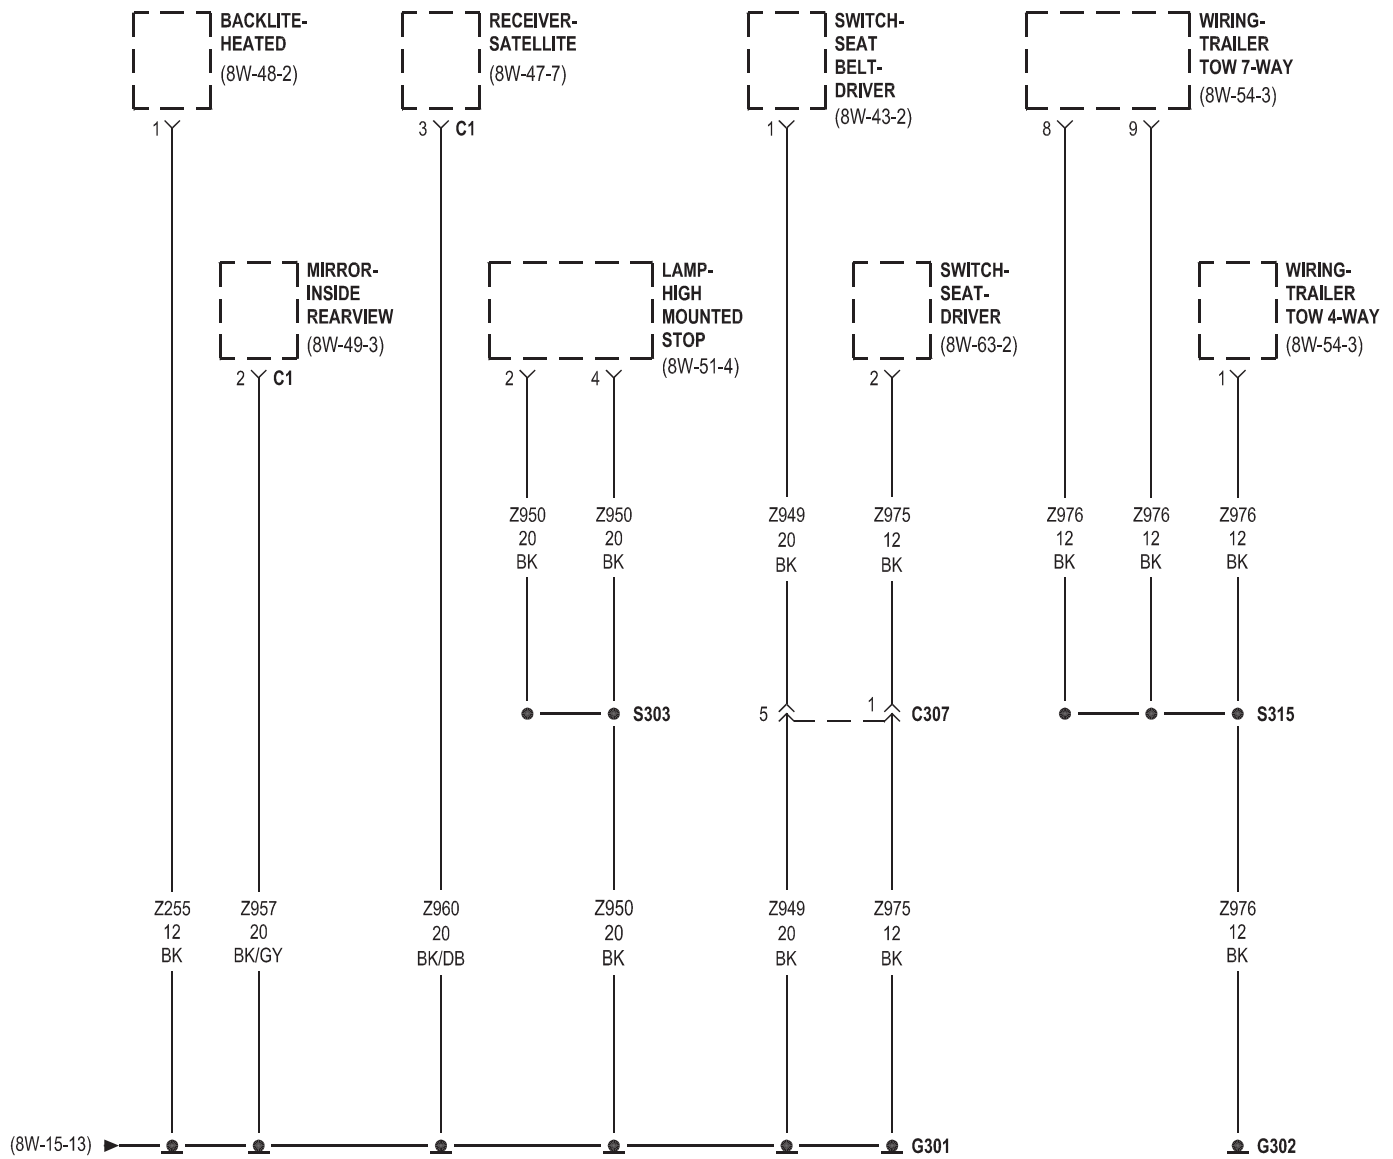 BACKLITE-
HEATED
(8W-48-2)
RECEIVER-
SATELLITE
(8W-47-7)
SWITCH-
SEAT
BELT-
DRIVER
(8W-43-2)
WIRING-
TRAILER
TOW 7-WAY
(8W-54-3)
1
3 C1
1
8
9
MIRROR-
INSIDE
REARVIEW
(8W-49-3)
LAMP-
HIGH
MOUNTED
STOP
(8W-51-4)
SWITCH-
SEAT-
DRIVER
(8W-63-2)
WIRING-
TRAILER
TOW 4-WAY
(8W-54-3)
2 C1
2
4
2
1
Z950
20
BK
Z950
20
BK
Z949
20
BK
Z975
12
BK
Z976
12
BK
Z976
12
BK
Z976
12
BK
S303
5
1
C307
S315
Z255
12
BK
Z957
20
BK/GY
Z960
20
BK/DB
Z950
20
BK
Z949
20
BK
Z975
12
BK
Z976
12
BK
(8W-15-13)
G301
G302